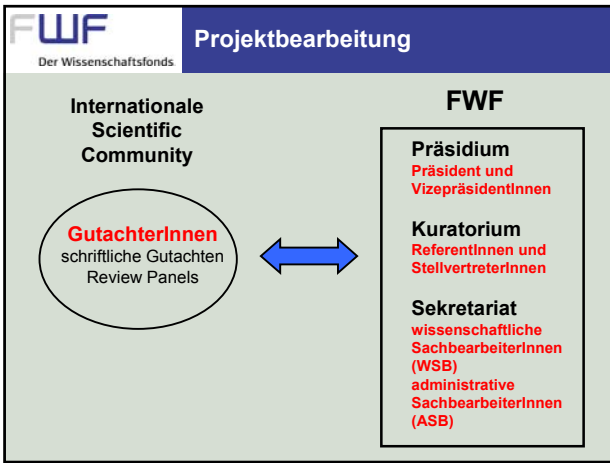 FWF
Der Wissenschaftsfonds.
Projektbearbeitung
Internationale
Scientific
Community
GutachterInnen
schriftliche Gutachten
Review Panels
FWF
Präsidium
Präsident und
VizepräsidentInnen
Kuratorium
ReferentInnen und
StellvertreterInnen
Sekretariat
wissenschaftliche
SachbearbeiterInnen
(WSB)
administrative
SachbearbeiterInnen
(ASB)